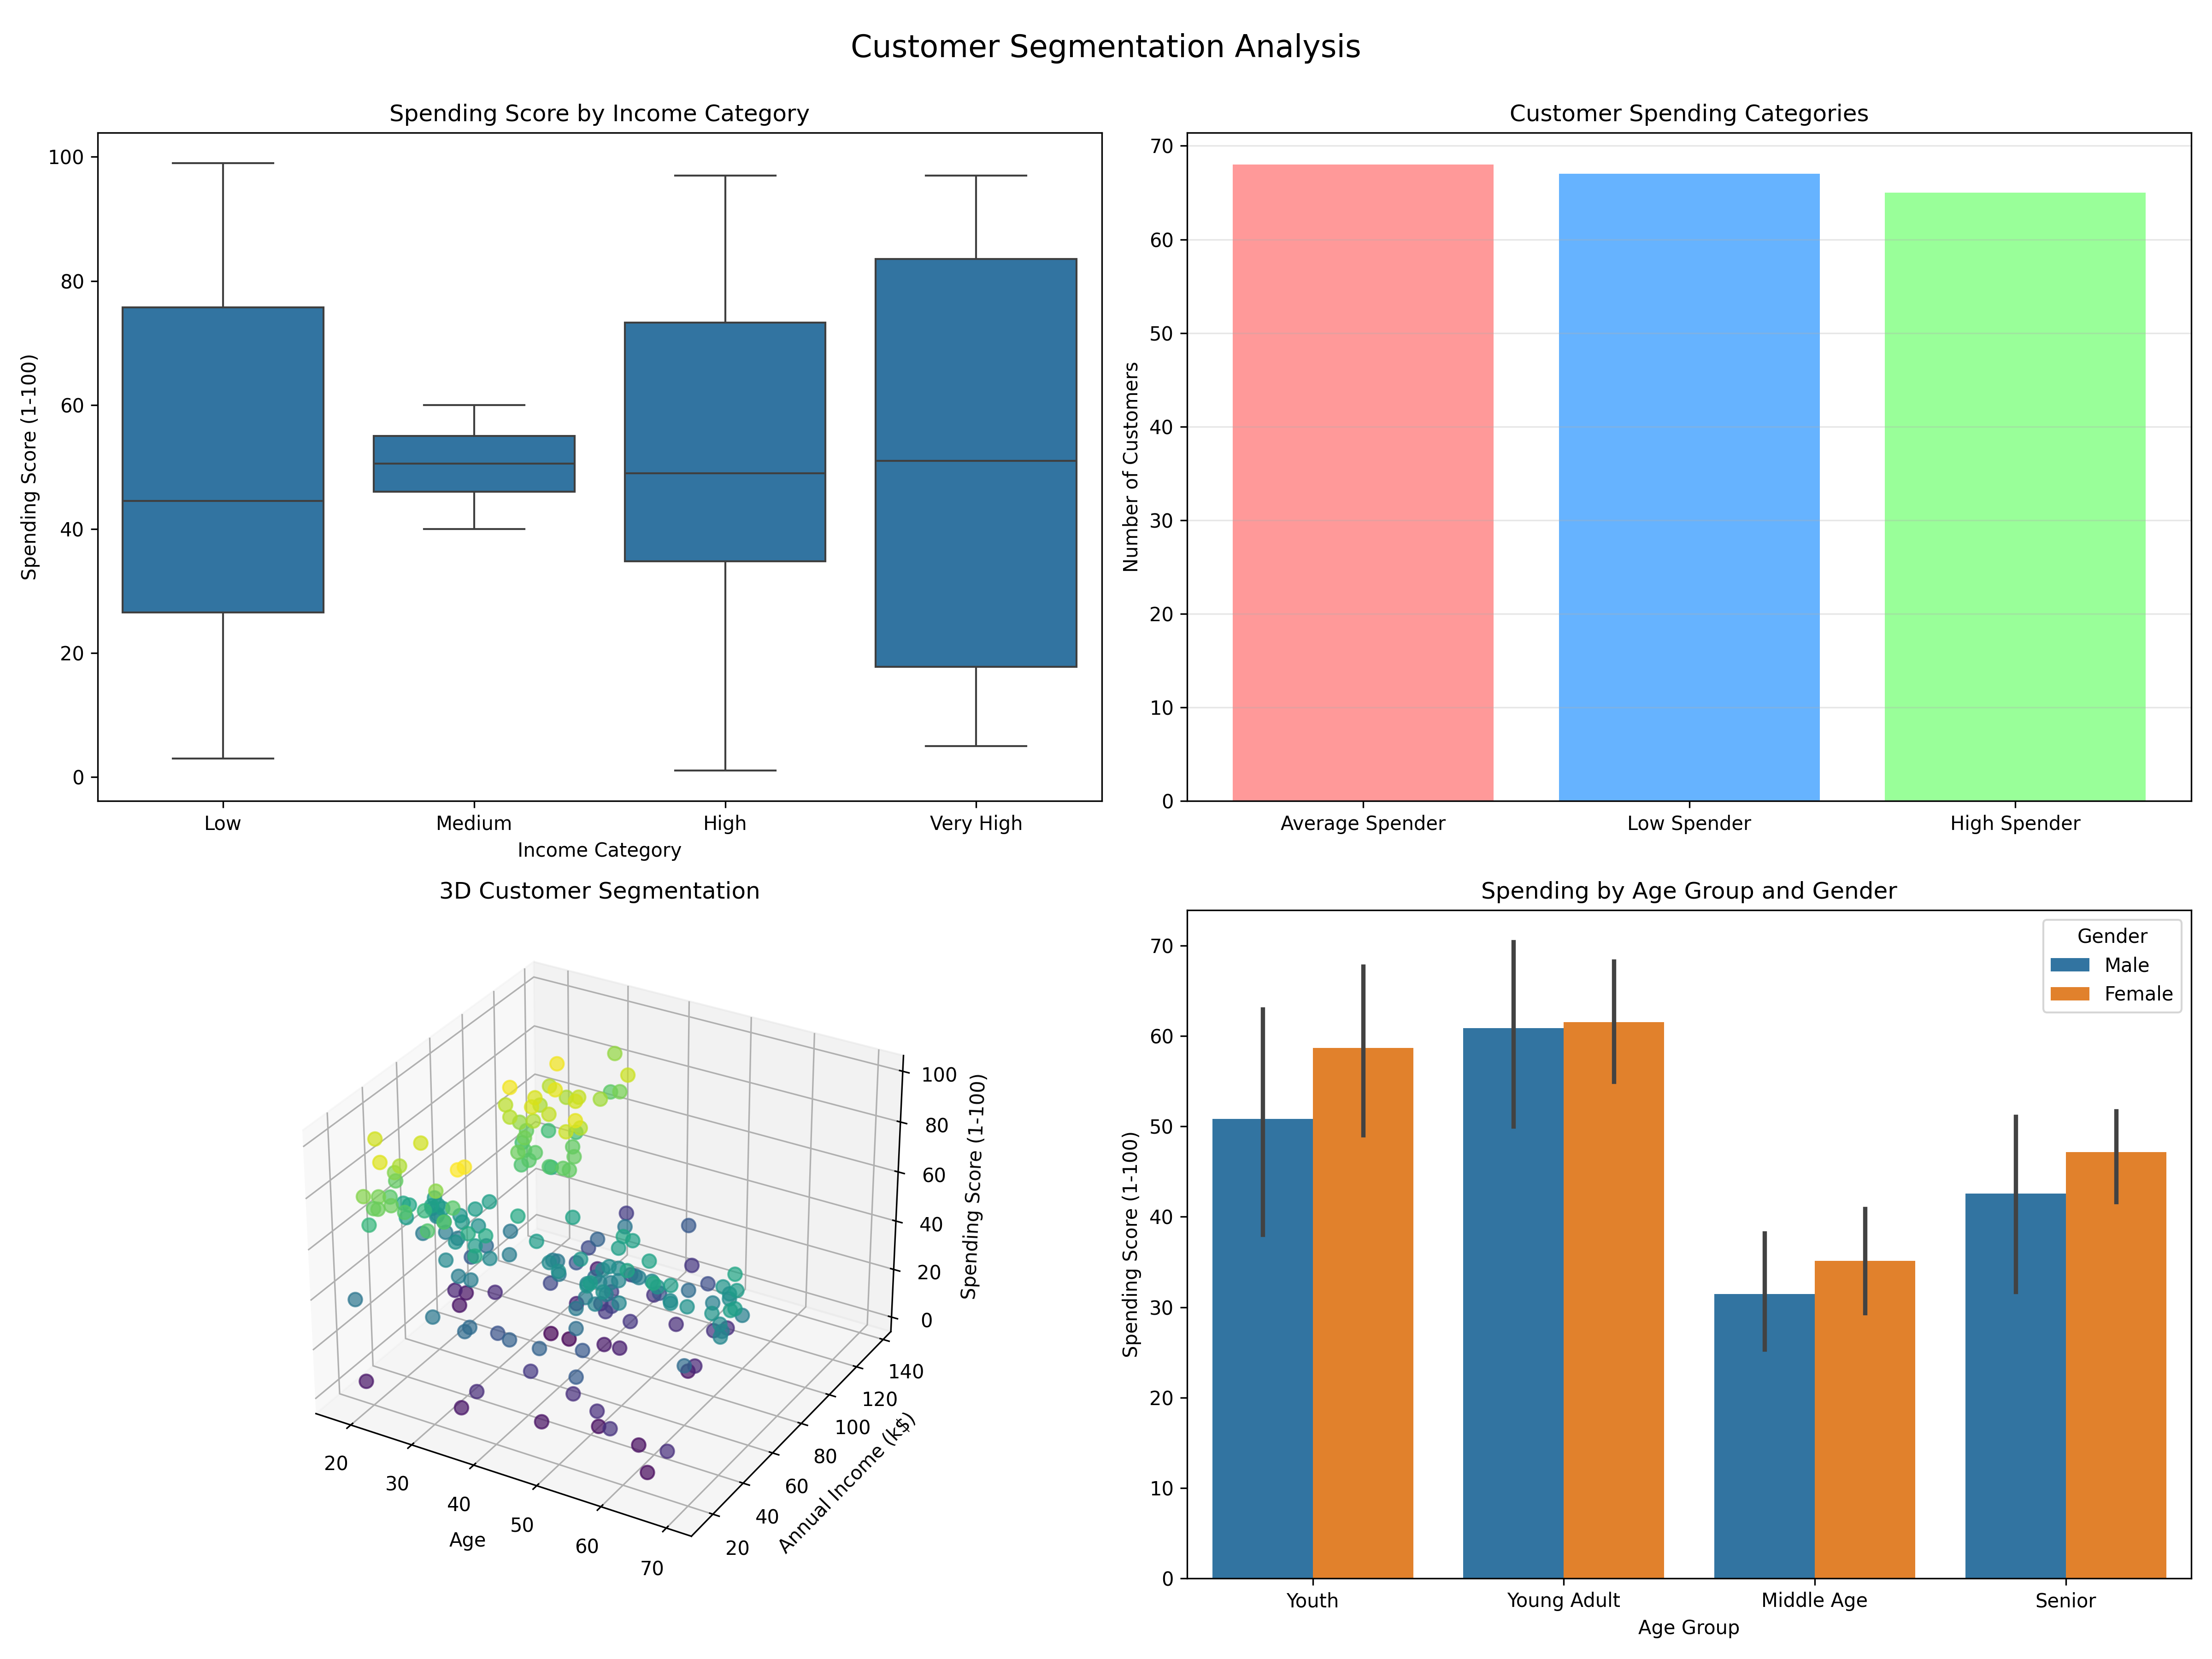 Customer Segmentation Analysis
Spending Score by Income Category
Spending Score (1-100)
100
80
60
40
20
0
Low Medium High Very High
Income Category
Customer Spending Categories
Number of Customers
70
60
50
40
30
20
10
0
Average Spender Low Spender High Spender
3D Customer Segmentation
100
80
60
40
20
0
Spending Score (1-100)
140
120
100
80
60
40
20
Annual Income (k$)
20
30
40
50
60
70
Age
Spending by Age Group and Gender
Spending Score (1-100)
70
60
50
40
30
20
10
0
Gender
Male
Female
Youth Young Adult Middle Age Senior
Age Group